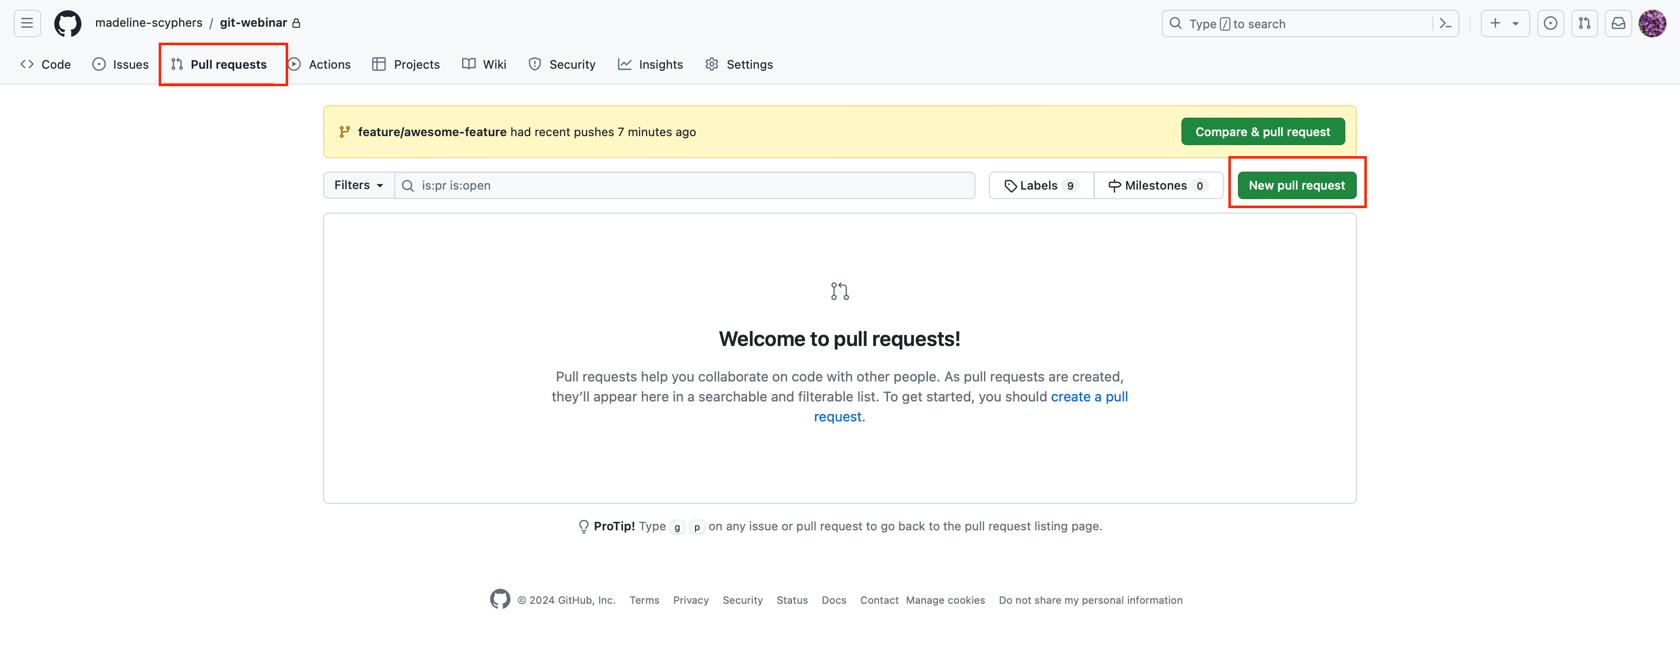 madeline-scyphers / git-webinar
Type / to search
Code Issues Pull requests Actions Projects Wiki Security Insights Settings
feature/awesome-feature had recent pushes 7 minutes ago
Compare & pull request
Filters
is:pr is:open
Labels 9
Milestones 0
New pull request
Welcome to pull requests!
Pull requests help you collaborate on code with other people. As pull requests are created,
they’ll appear here in a searchable and filterable list. To get started, you should create a pull
request.
ProTip! Type g p on any issue or pull request to go back to the pull request listing page.
© 2024 GitHub, Inc. Terms Privacy Security Status Docs Contact Manage cookies Do not share my personal information